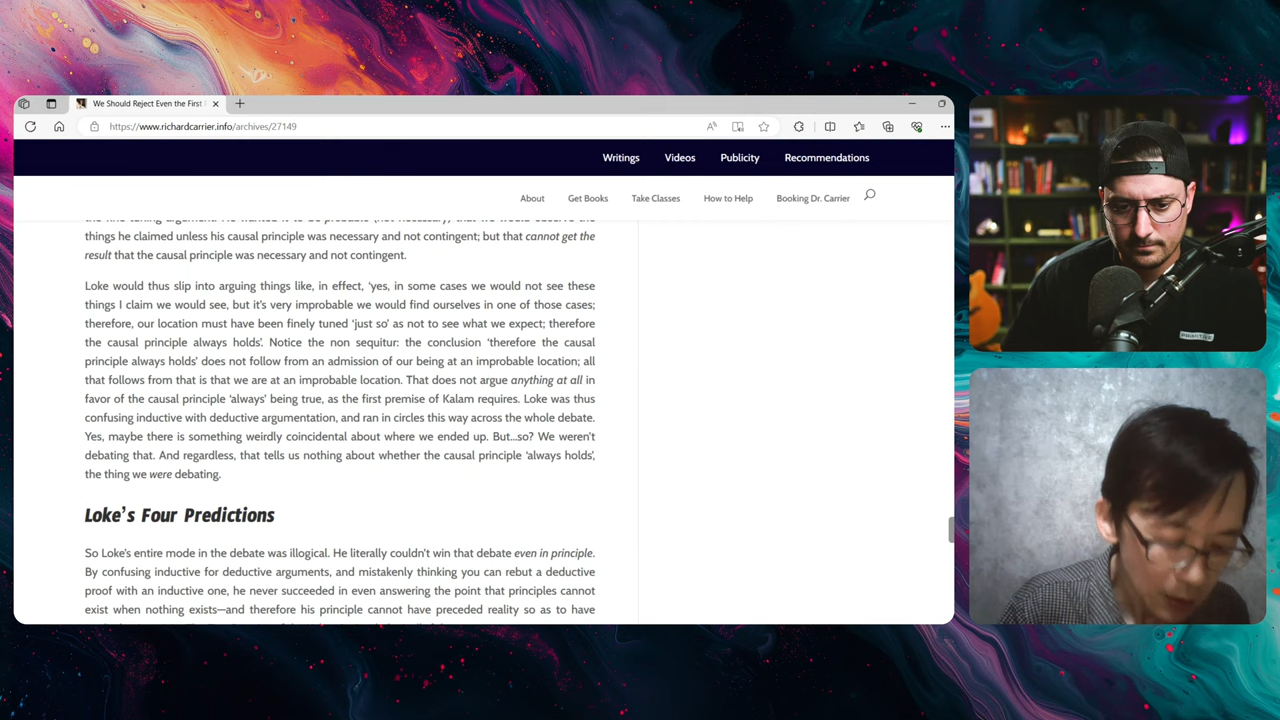 We Should Reject Even the First
https://www.richardcarrier.info/archives/27149
Writings Videos Publicity Recommendations
About Get Books Take Classes How to Help Booking Dr. Carrier
things he claimed unless his causal principle was necessary and not contingent; but that cannot get the
result that the causal principle was necessary and not contingent.
Loke would thus slip into arguing things like, in effect, ‘yes, in some cases we would not see these
things I claim we would see, but it’s very improbable we would find ourselves in one of those cases;
therefore, our location must have been finely tuned ‘just so’ as not to see what we expect; therefore
the causal principle always holds’. Notice the non sequitur: the conclusion ‘therefore the causal
principle always holds’ does not follow from an admission of our being at an improbable location; all
that follows from that is that we are at an improbable location. That does not argue anything at all in
favor of the causal principle ‘always’ being true, as the first premise of Kalam requires. Loke was thus
confusing inductive with deductive argumentation, and ran in circles this way across the whole debate.
Yes, maybe there is something weirdly coincidental about where we ended up. But…so? We weren’t
debating that. And regardless, that tells us nothing about whether the causal principle ‘always holds’,
the thing we were debating.
Loke’s Four Predictions
So Loke’s entire mode in the debate was illogical. He literally couldn’t win that debate even in principle.
By confusing inductive for deductive arguments, and mistakenly thinking you can rebut a deductive
proof with an inductive one, he never succeeded in even answering the point that principles cannot
exist when nothing exists—and therefore his principle cannot have preceded reality so as to have
PRIMITIVE